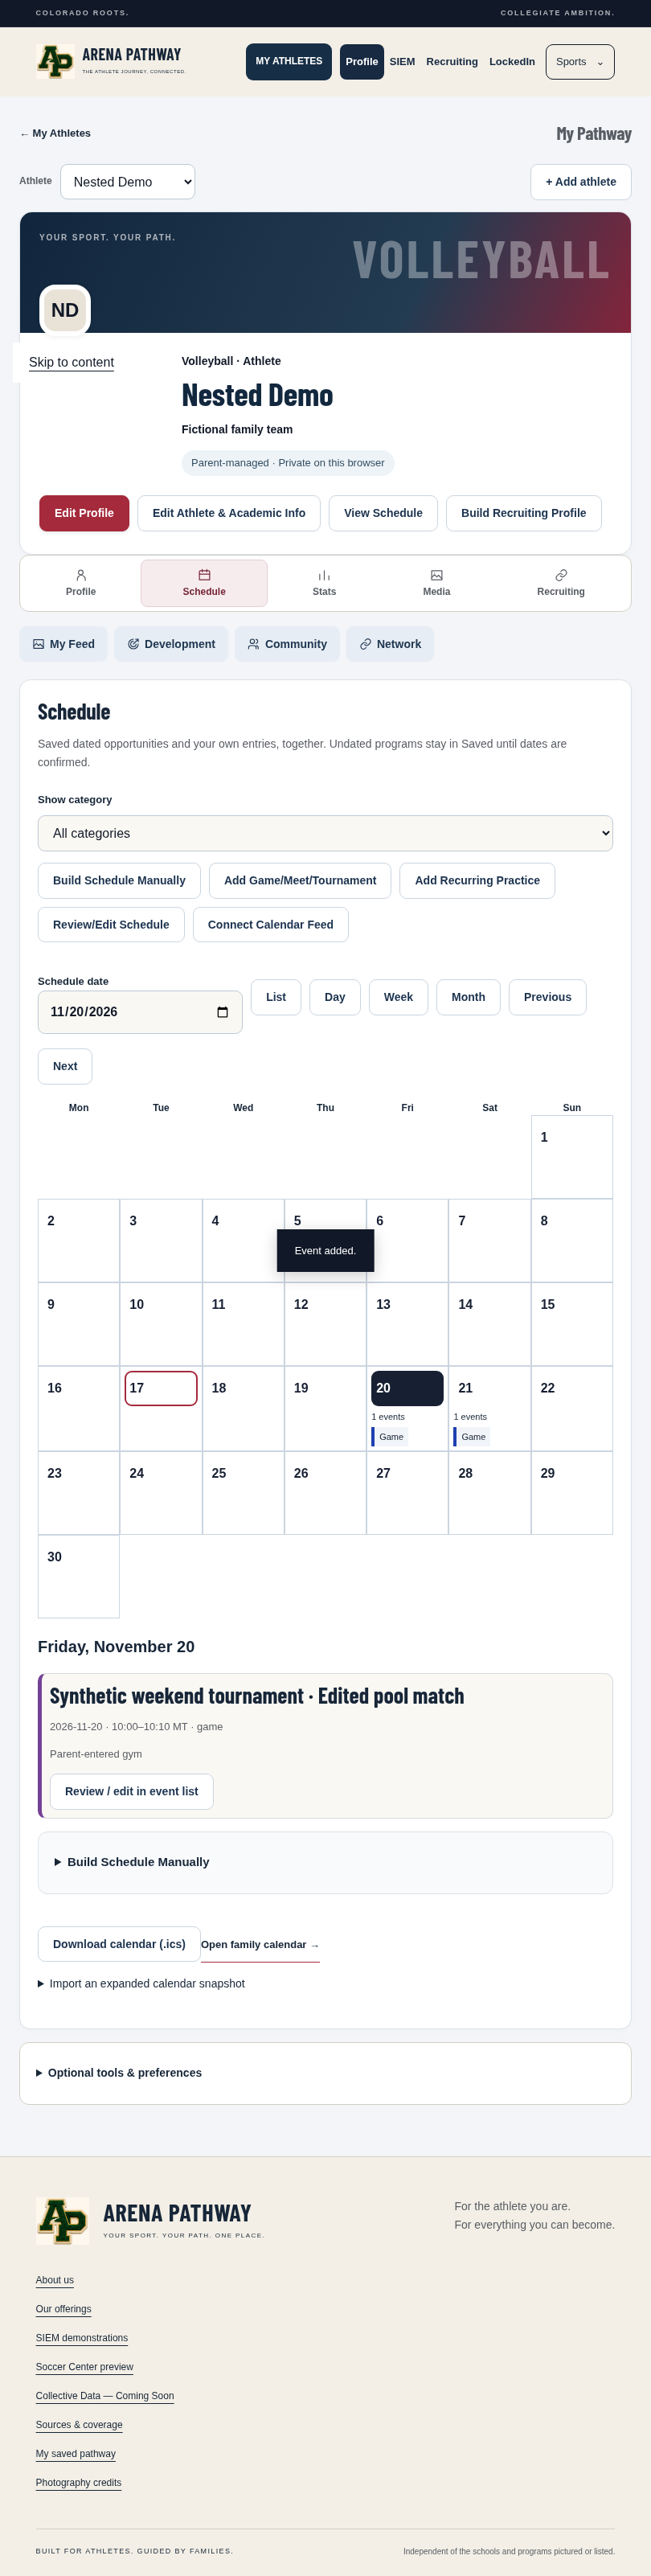 COLORADO ROOTS.
COLLEGIATE AMBITION.
AP
ARENA PATHWAY
THE ATHLETE JOURNEY, CONNECTED.
MY ATHLETES
Profile
SIEM
Recruiting
LockedIn
Sports
← My Athletes
My Pathway
Athlete
Nested Demo
+ Add athlete
YOUR SPORT. YOUR PATH.
VOLLEYBALL
ND
Skip to content
Volleyball · Athlete
Nested Demo
Fictional family team
Parent-managed · Private on this browser
Edit Profile
Edit Athlete & Academic Info
View Schedule
Build Recruiting Profile
Profile
Schedule
Stats
Media
Recruiting
My Feed
Development
Community
Network
Schedule
Saved dated opportunities and your own entries, together. Undated programs stay in Saved until dates are
confirmed.
Show category
All categories
Build Schedule Manually
Add Game/Meet/Tournament
Add Recurring Practice
Review/Edit Schedule
Connect Calendar Feed
Schedule date
11/20/2026
List
Day
Week
Month
Previous
Next
Mon Tue Wed Thu Fri Sat Sun
1
2 3 4 5 6 7 8
Event added.
9 10 11 12 13 14 15
16 17 18 19 20 21 22
1 events 1 events
Game Game
23 24 25 26 27 28 29
30
Friday, November 20
Synthetic weekend tournament · Edited pool match
2026-11-20 · 10:00–10:10 MT · game
Parent-entered gym
Review / edit in event list
Build Schedule Manually
Download calendar (.ics)
Open family calendar →
Import an expanded calendar snapshot
Optional tools & preferences
AP
ARENA PATHWAY
YOUR SPORT. YOUR PATH. ONE PLACE.
For the athlete you are.
For everything you can become.
About us
Our offerings
SIEM demonstrations
Soccer Center preview
Collective Data — Coming Soon
Sources & coverage
My saved pathway
Photography credits
BUILT FOR ATHLETES. GUIDED BY FAMILIES.
Independent of the schools and programs pictured or listed.